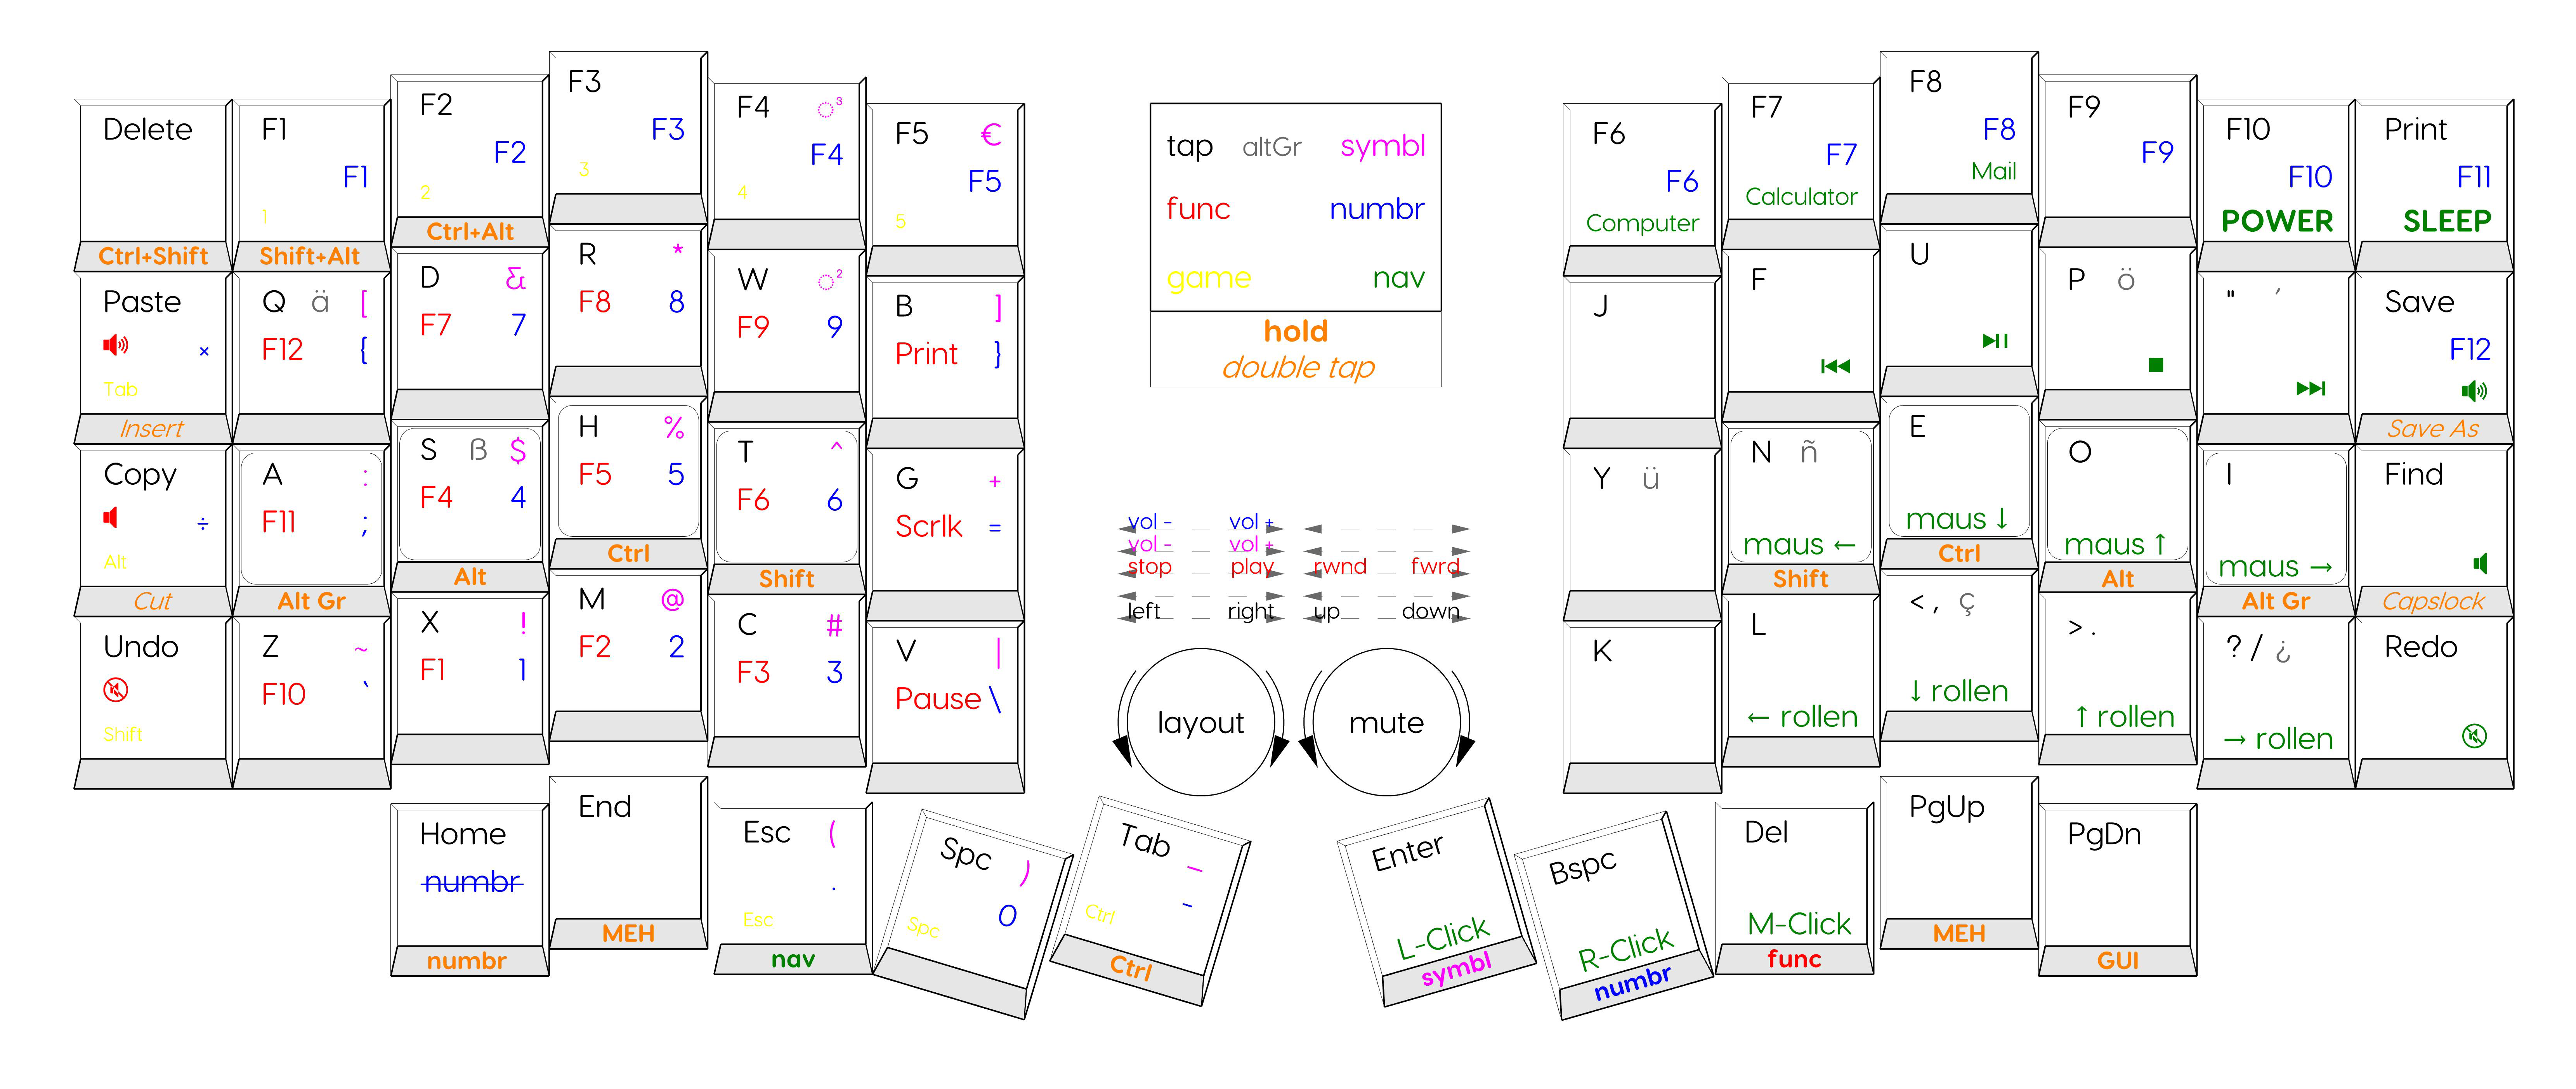 Delete
Ctrl+Shift
F1
F1
1
Shift+Alt
F2
F2
2
Ctrl+Alt
F3
F3
3
F4 ◌³
F4
4
F5 €
F5
5
tap altGr symbl
func numbr
game nav
hold
double tap
F6
F6
Computer
F7
F7
Calculator
F8
F8
Mail
F9
F9
F10
F10
POWER
Print
F11
SLEEP
Paste
×
Tab
Insert
Q ä [
F12 {
D &
F7 7
R *
F8 8
W ◌²
F9 9
B ]
Print }
J
F
U
P ö
" ´
Save
F12
Save As
Copy
÷
Alt
Cut
A :
F11 ;
Alt Gr
S ß $
F4 4
Alt
H %
F5 5
Ctrl
T ^
F6 6
Shift
G +
Scrlk =
Y ü
N ñ
maus ←
Shift
E
maus ↓
Ctrl
O
maus ↑
Alt
I
maus →
Alt Gr
Find
Capslock
Undo
Shift
Z ~
F10 `
X !
F1 1
M @
F2 2
C #
F3 3
V |
Pause \
vol - vol +
vol - vol +
stop play rwnd fwrd
left right up down
layout mute
K
L
← rollen
< , ç
↓ rollen
> .
↑ rollen
? / ¿
→ rollen
Redo
Home
numbr
numbr
End
MEH
Esc (
.
Esc
nav
Spc )
0
Spc
Tab _
-
Ctrl
Ctrl
Enter
L-Click
symbl
Bspc
R-Click
numbr
Del
M-Click
func
PgUp
MEH
PgDn
GUI